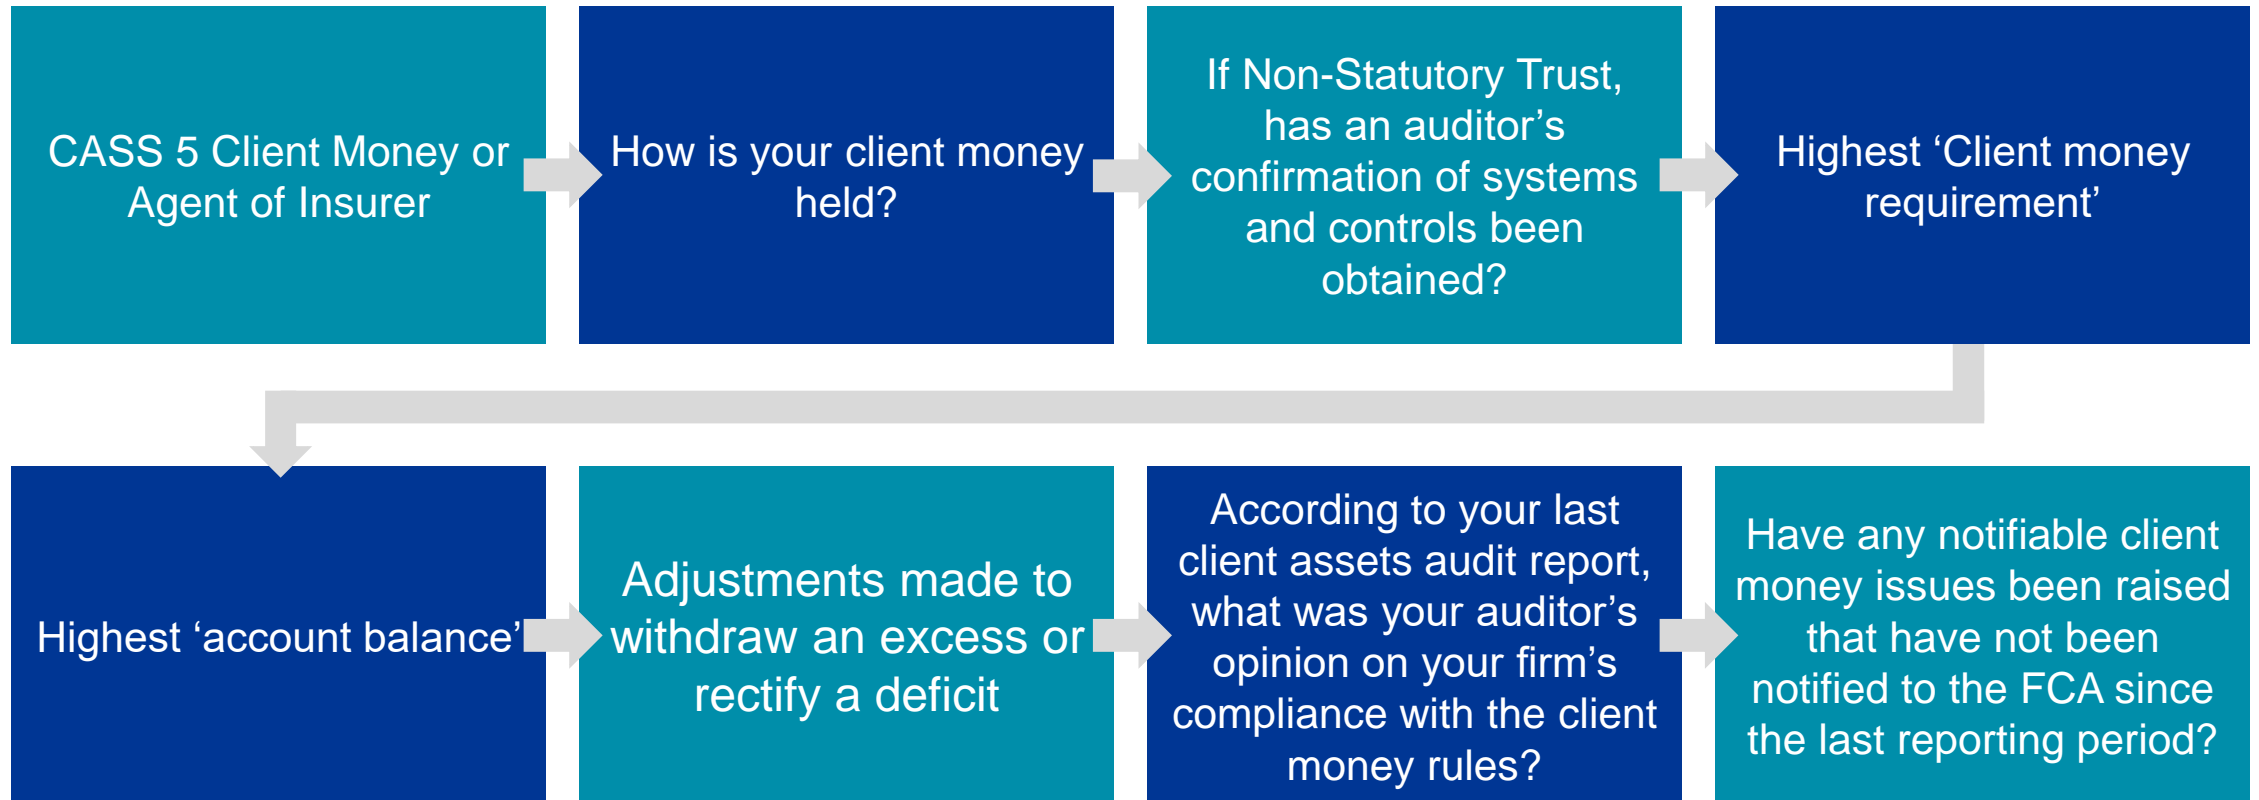 CASS 5 Client Money or
Agent of Insurer
How is your client money
held?
If Non-Statutory Trust,
has an auditor’s
confirmation of systems
and controls been
obtained?
Highest ‘Client money
requirement’
Highest ‘account balance’
Adjustments made to
withdraw an excess or
rectify a deficit
According to your last
client assets audit report,
what was your auditor’s
opinion on your firm’s
compliance with the client
money rules?
Have any notifiable client
money issues been raised
that have not been
notified to the FCA since
the last reporting period?